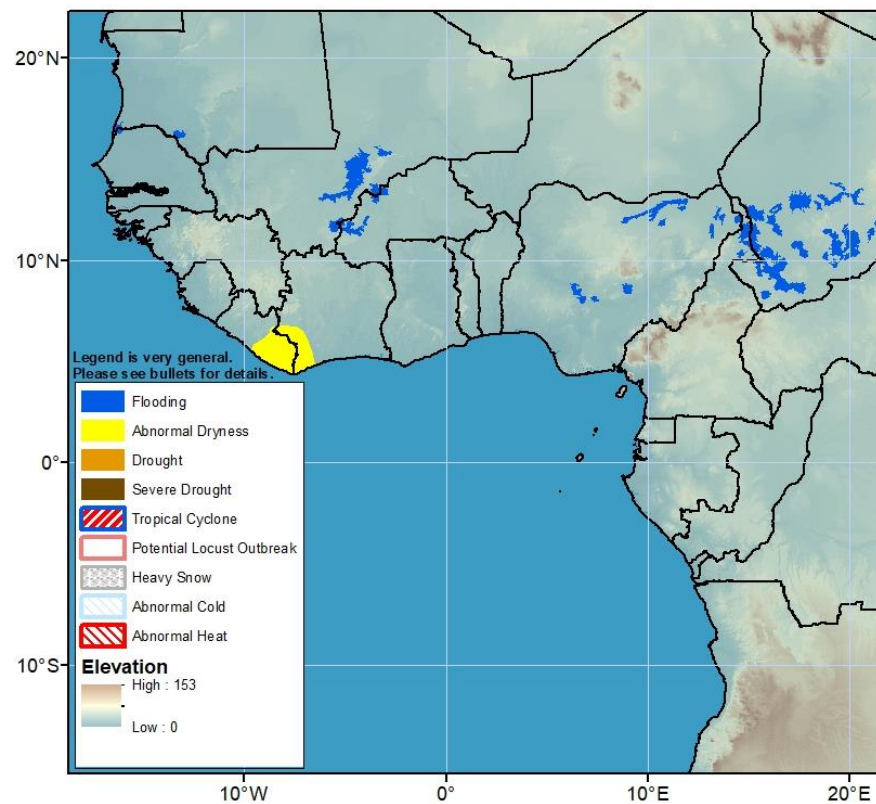 20°N
10°N
0°
10°S
Legend is very general.
Please see bullets for details.
Flooding
Abnormal Dryness
Drought
Severe Drought
Tropical Cyclone
Potential Locust Outbreak
Heavy Snow
Abnormal Cold
Abnormal Heat
Elevation
High : 153
Low : 0
10°W
0°
10°E
20°E